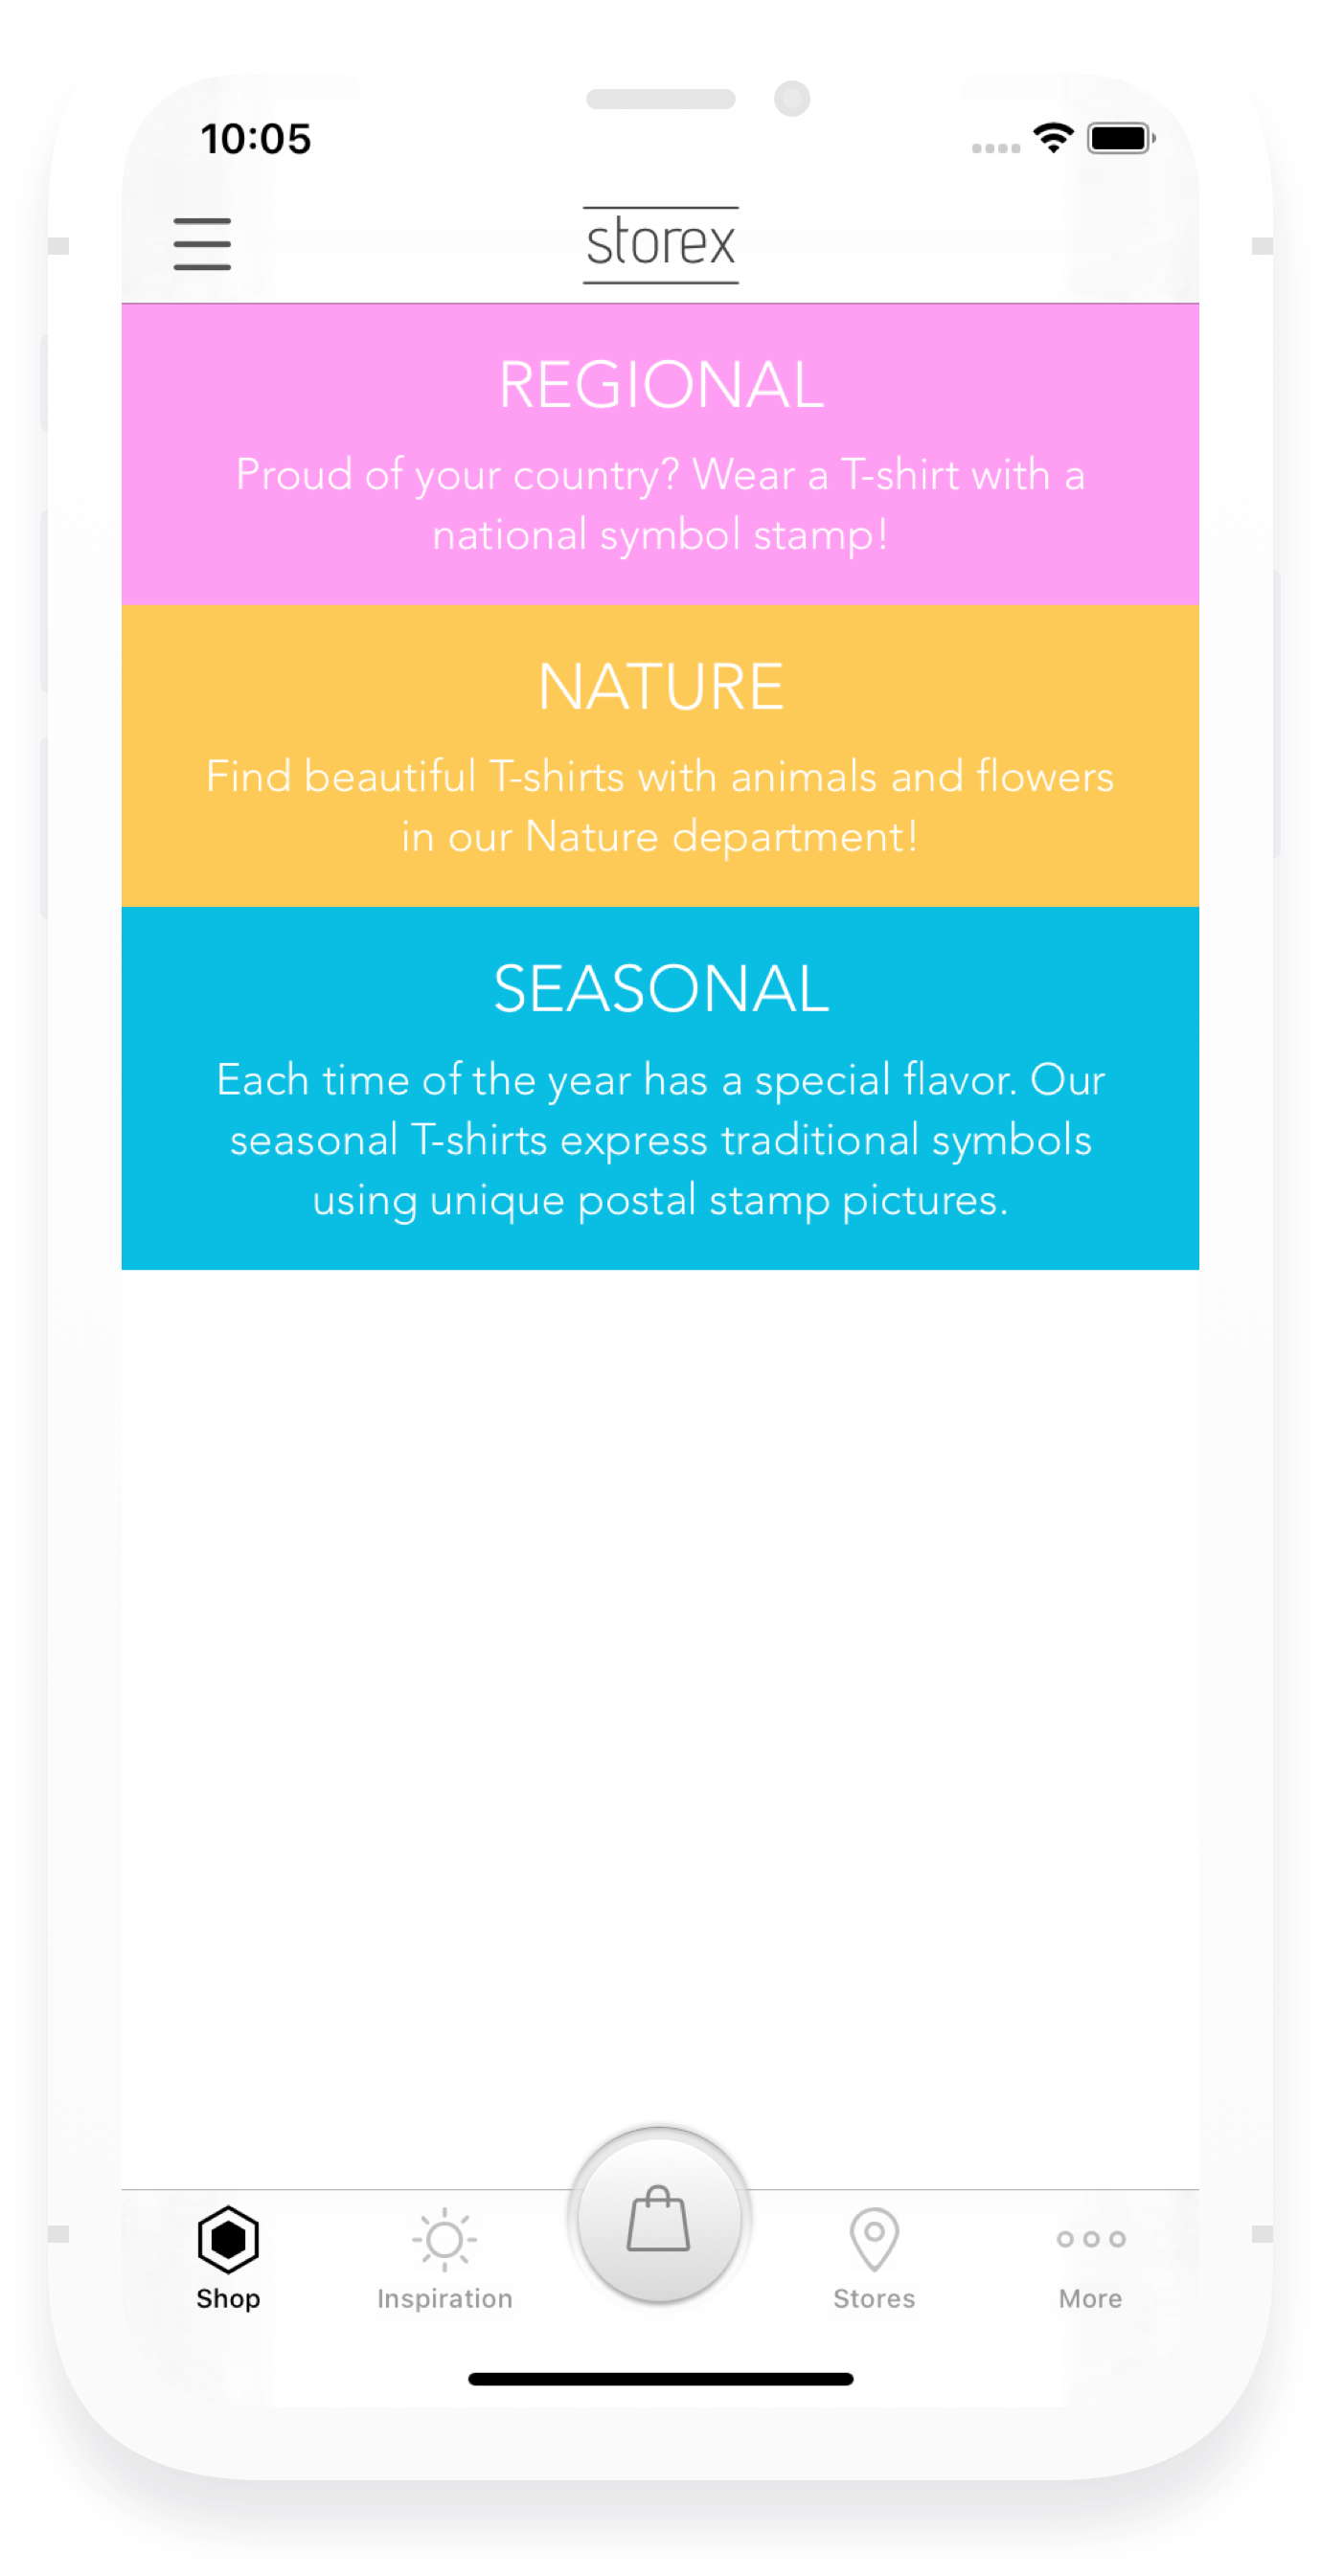 10:05
storex
REGIONAL
Proud of your country? Wear a T-shirt with a
national symbol stamp!
NATURE
Find beautiful T-shirts with animals and flowers
in our Nature department!
SEASONAL
Each time of the year has a special flavor. Our
seasonal T-shirts express traditional symbols
using unique postal stamp pictures.
Shop
Inspiration
Stores
More